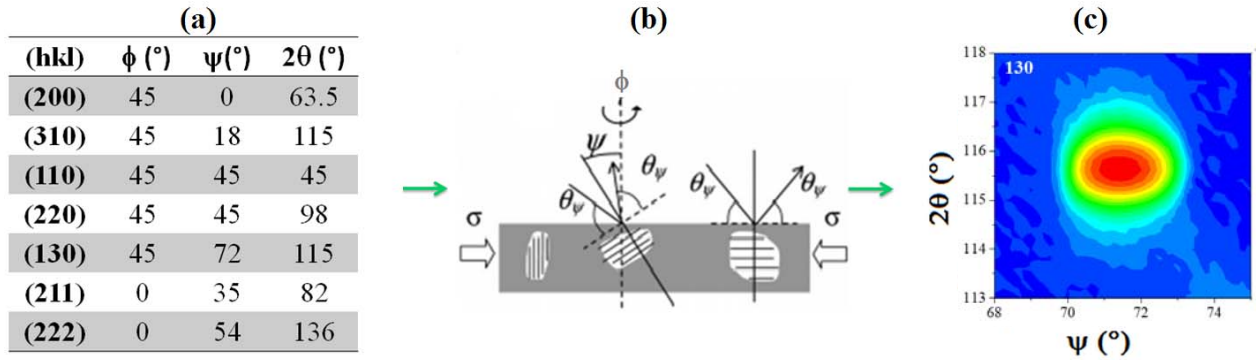 (a)
(hkl) ϕ (°) ψ(°) 2θ (°)
(200) 45 0 63.5
(310) 45 18 115
(110) 45 45 45
(220) 45 45 98
(130) 45 72 115
(211) 0 35 82
(222) 0 54 136
(b)
ϕ
ψ
θψ
θψ
θψ
θψ
σ
σ
(c)
130
2θ (°)
118
117
116
115
114
113
68 70 72 74
ψ (°)